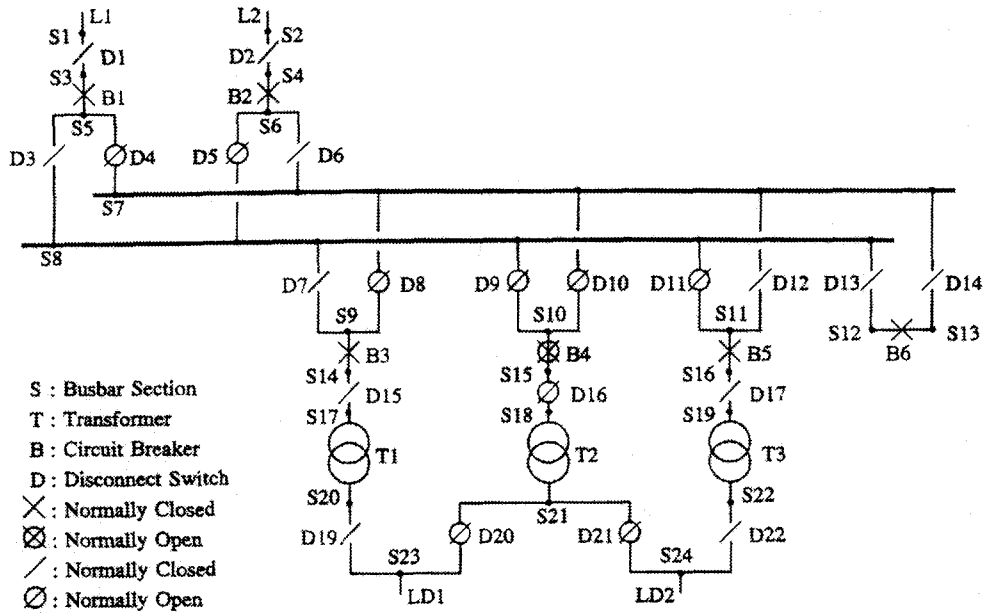 L1 L2
S1 S2
D1 D2
S3 S4
B1 B2
S5 S6
D3 D4 D5 D6
S7
S8
D7 D8 D9 D10 D11 D12 D13 D14
S9 S10 S11 S12 S13
B3 B4 B5 B6
S14 S15 S16
D15 D16 D17
S17 S18 S19
T1 T2 T3
S20 S21 S22
D19 D20 D21 D22
S23 S24
LD1 LD2
S : Busbar Section
T : Transformer
B : Circuit Breaker
D : Disconnect Switch
: Normally Closed
: Normally Open
: Normally Closed
: Normally Open